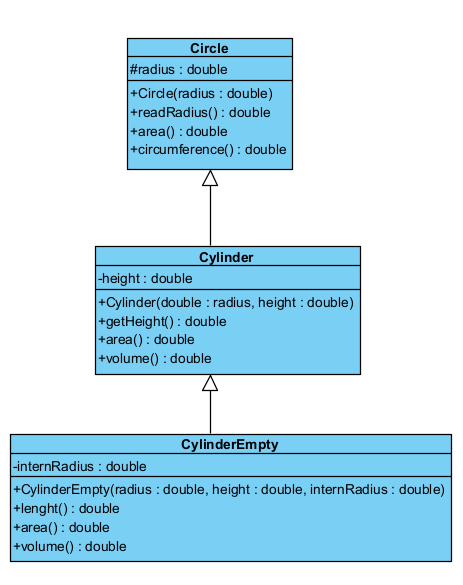 Circle
#radius : double
+Circle(radius : double)
+readRadius() : double
+area() : double
+circumference() : double
Cylinder
-height : double
+Cylinder(double : radius, height : double)
+getHeight() : double
+area() : double
+volume() : double
CylinderEmpty
-internRadius : double
+CylinderEmpty(radius : double, height : double, internRadius : double)
+lenght() : double
+area() : double
+volume() : double